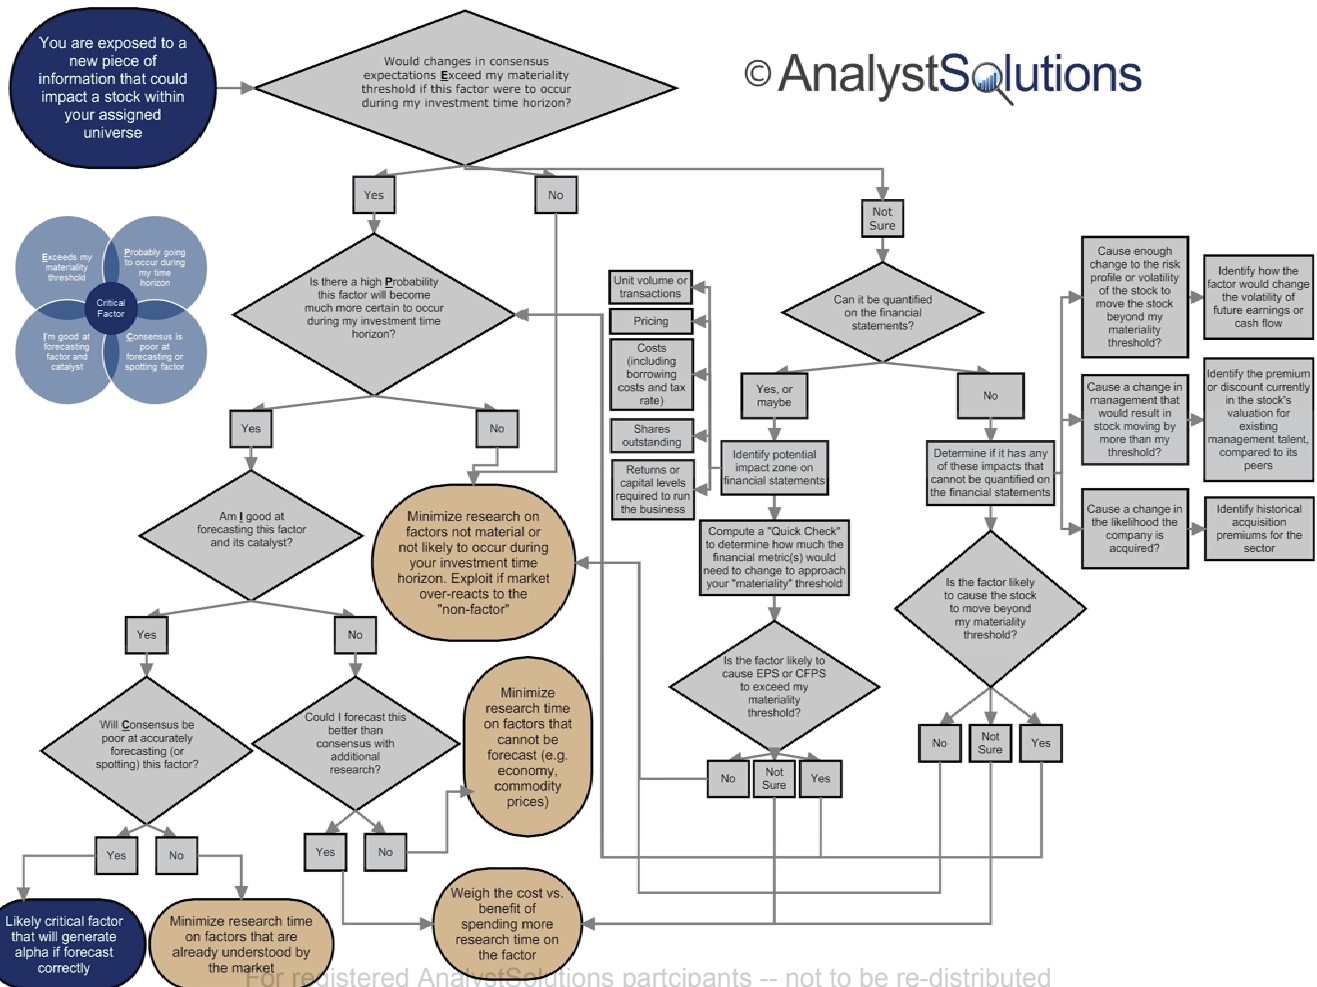 You are exposed to a
new piece of
information that could
impact a stock within
your assigned
universe
Would changes in consensus
expectations Exceed my materiality
threshold if this factor were to occur
during my investment time horizon?
© AnalystSolutions
Yes
No
Not
Sure
Exceeds my
materiality
threshold
Probably going
to occur during
my time
horizon
Critical
Factor
I'm good at
forecasting
factor and
catalyst
Consensus is
poor at
forecasting or
spotting factor
Is there a high Probability
this factor will become
much more certain to occur
during my investment time
horizon?
Unit volume or
transactions
Pricing
Costs
(including
borrowing
costs and tax
rate)
Shares
outstanding
Returns or
capital levels
required to run
the business
Can it be quantified
on the financial
statements?
Yes, or
maybe
No
Cause enough
change to the risk
profile or volatility
of the stock to
move the stock
beyond my
materiality
threshold?
Identify how the
factor would change
the volatility of
future earnings or
cash flow
Cause a change in
management that
would result in
stock moving by
more than my
threshold?
Identify the premium
or discount currently
in the stock's
valuation for
existing
management talent,
compared to its
peers
Cause a change in
the likelihood the
company is
acquired?
Identify historical
acquisition
premiums for the
sector
Yes
No
Identify potential
impact zone on
financial statements
Determine if it has any
of these impacts that
cannot be quantified on
the financial statements
Am I good at
forecasting this factor
and its catalyst?
Minimize research on
factors not material or
not likely to occur during
your investment time
horizon. Exploit if market
over-reacts to the
"non-factor"
Compute a "Quick Check"
to determine how much the
financial metric(s) would
need to change to approach
your "materiality" threshold
Is the factor likely
to cause the stock
to move beyond
my materiality
threshold?
Yes
No
Is the factor likely to
cause EPS or CFPS
to exceed my
materiality
threshold?
Will Consensus be
poor at accurately
forecasting (or
spotting) this factor?
Could I forecast this
better than
consensus with
additional
research?
Minimize
research time
on factors that
cannot be
forecast (e.g.
economy,
commodity
prices)
No
Not
Sure
Yes
No
Not
Sure
Yes
Yes
No
Yes
No
Likely critical factor
that will generate
alpha if forecast
correctly
Minimize research time
on factors that are
already understood by
the market
Weigh the cost vs.
benefit of
spending more
research time on
the factor
For registered AnalystSolutions participants -- not to be re-distributed